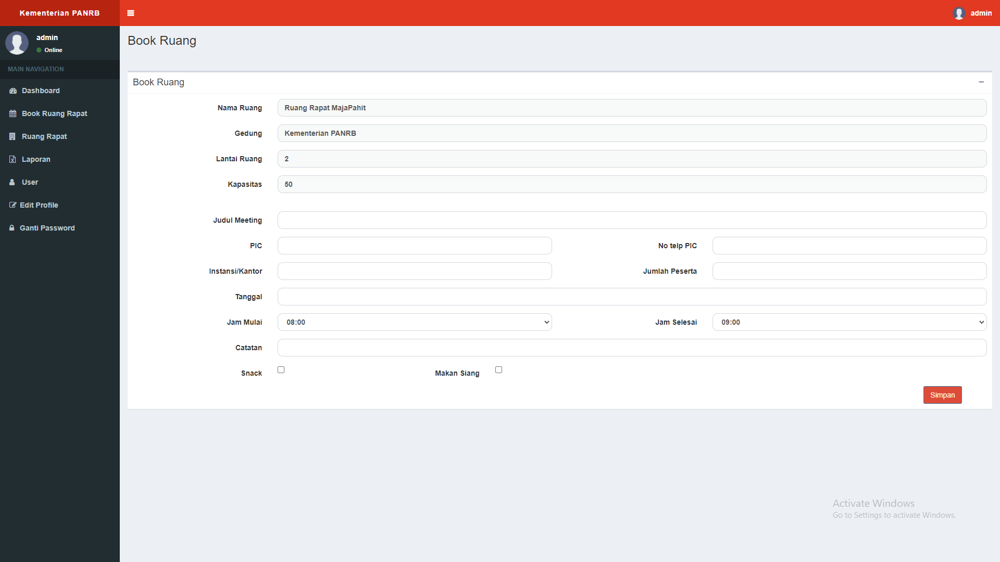 Kementerian PANRB
admin
admin
Online
MAIN NAVIGATION
Dashboard
Book Ruang Rapat
Ruang Rapat
Laporan
User
Edit Profile
Ganti Password
Book Ruang
Book Ruang
Nama Ruang Ruang Rapat MajaPahit
Gedung Kementerian PANRB
Lantai Ruang 2
Kapasitas 50
Judul Meeting
PIC No telp PIC
Instansi/Kantor Jumlah Peserta
Tanggal
Jam Mulai 08:00 Jam Selesai 09:00
Catatan
Snack Makan Siang
Simpan
Activate Windows
Go to Settings to activate Windows.